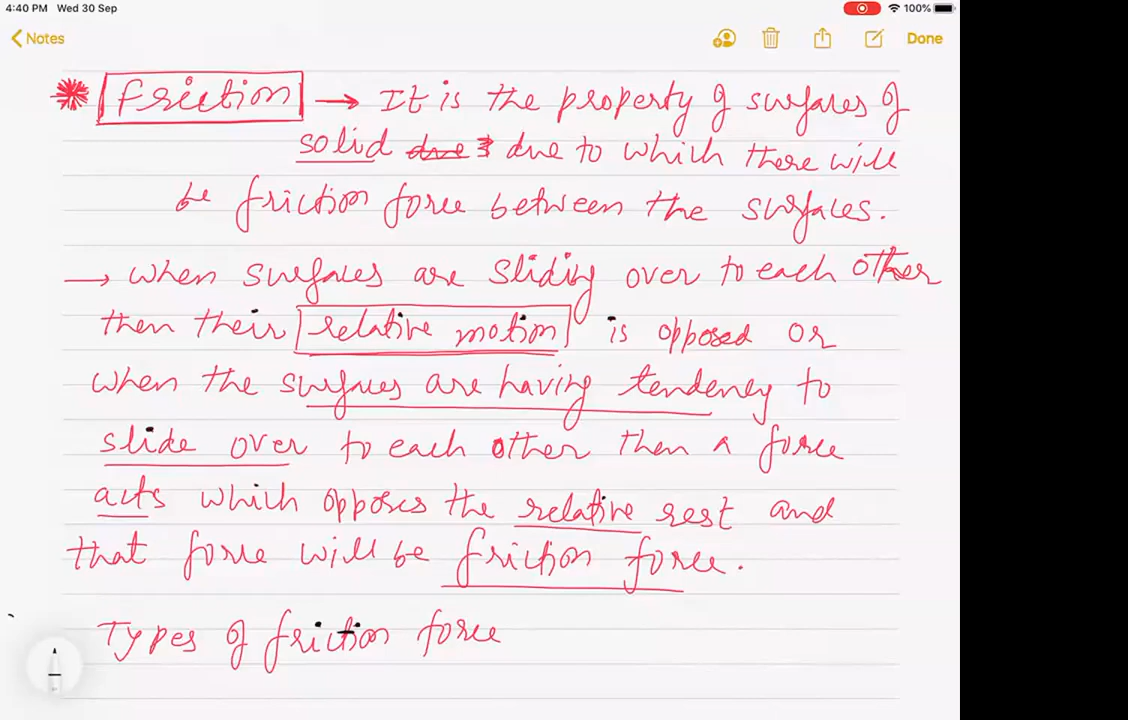 4:40 PM Wed 30 Sep
100%
Notes
Done
friction → It is the property of surfaces of
solid due to which there will
be friction force between the surfaces.
→ when surfaces are sliding over to each other
then their relative motion is opposed or
when the surfaces are having tendency to
slide over to each other then a force
acts which opposes the relative rest and
that force will be friction force.
Types of friction force